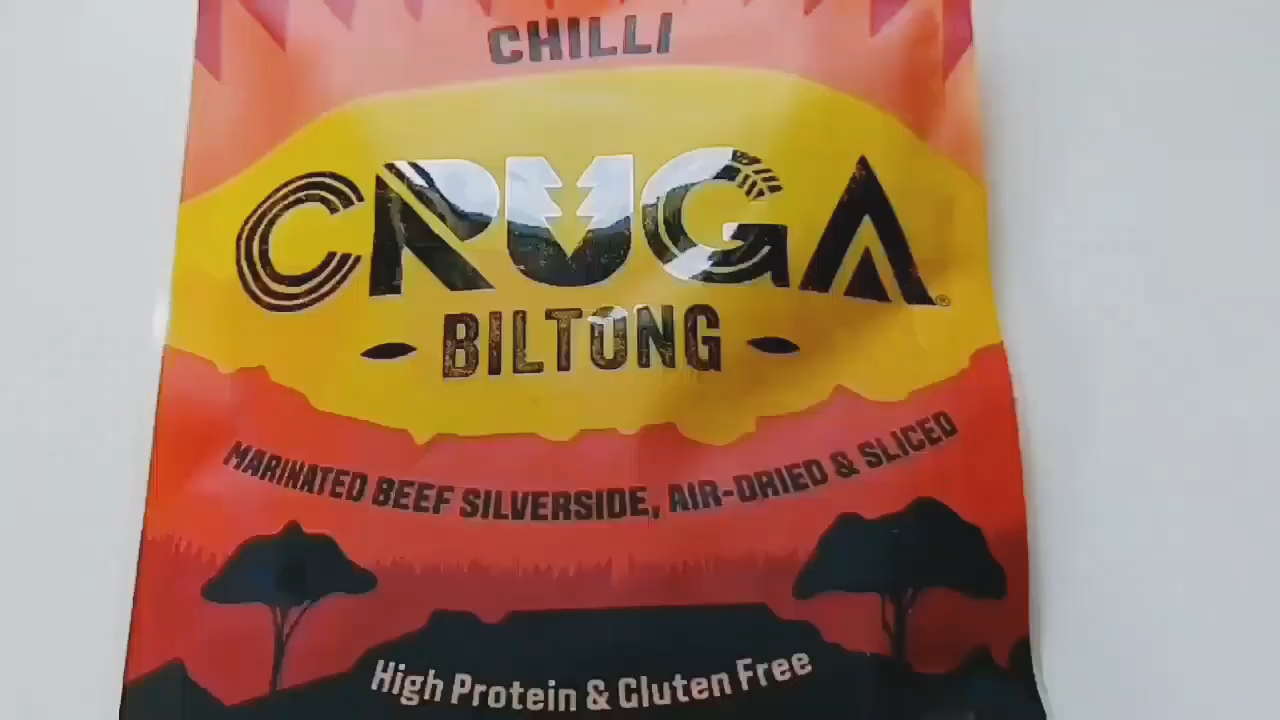 CHILLI
CRUGA®
BILTONG
MARINATED BEEF SILVERSIDE, AIR-DRIED & SLICED
High Protein & Gluten Free